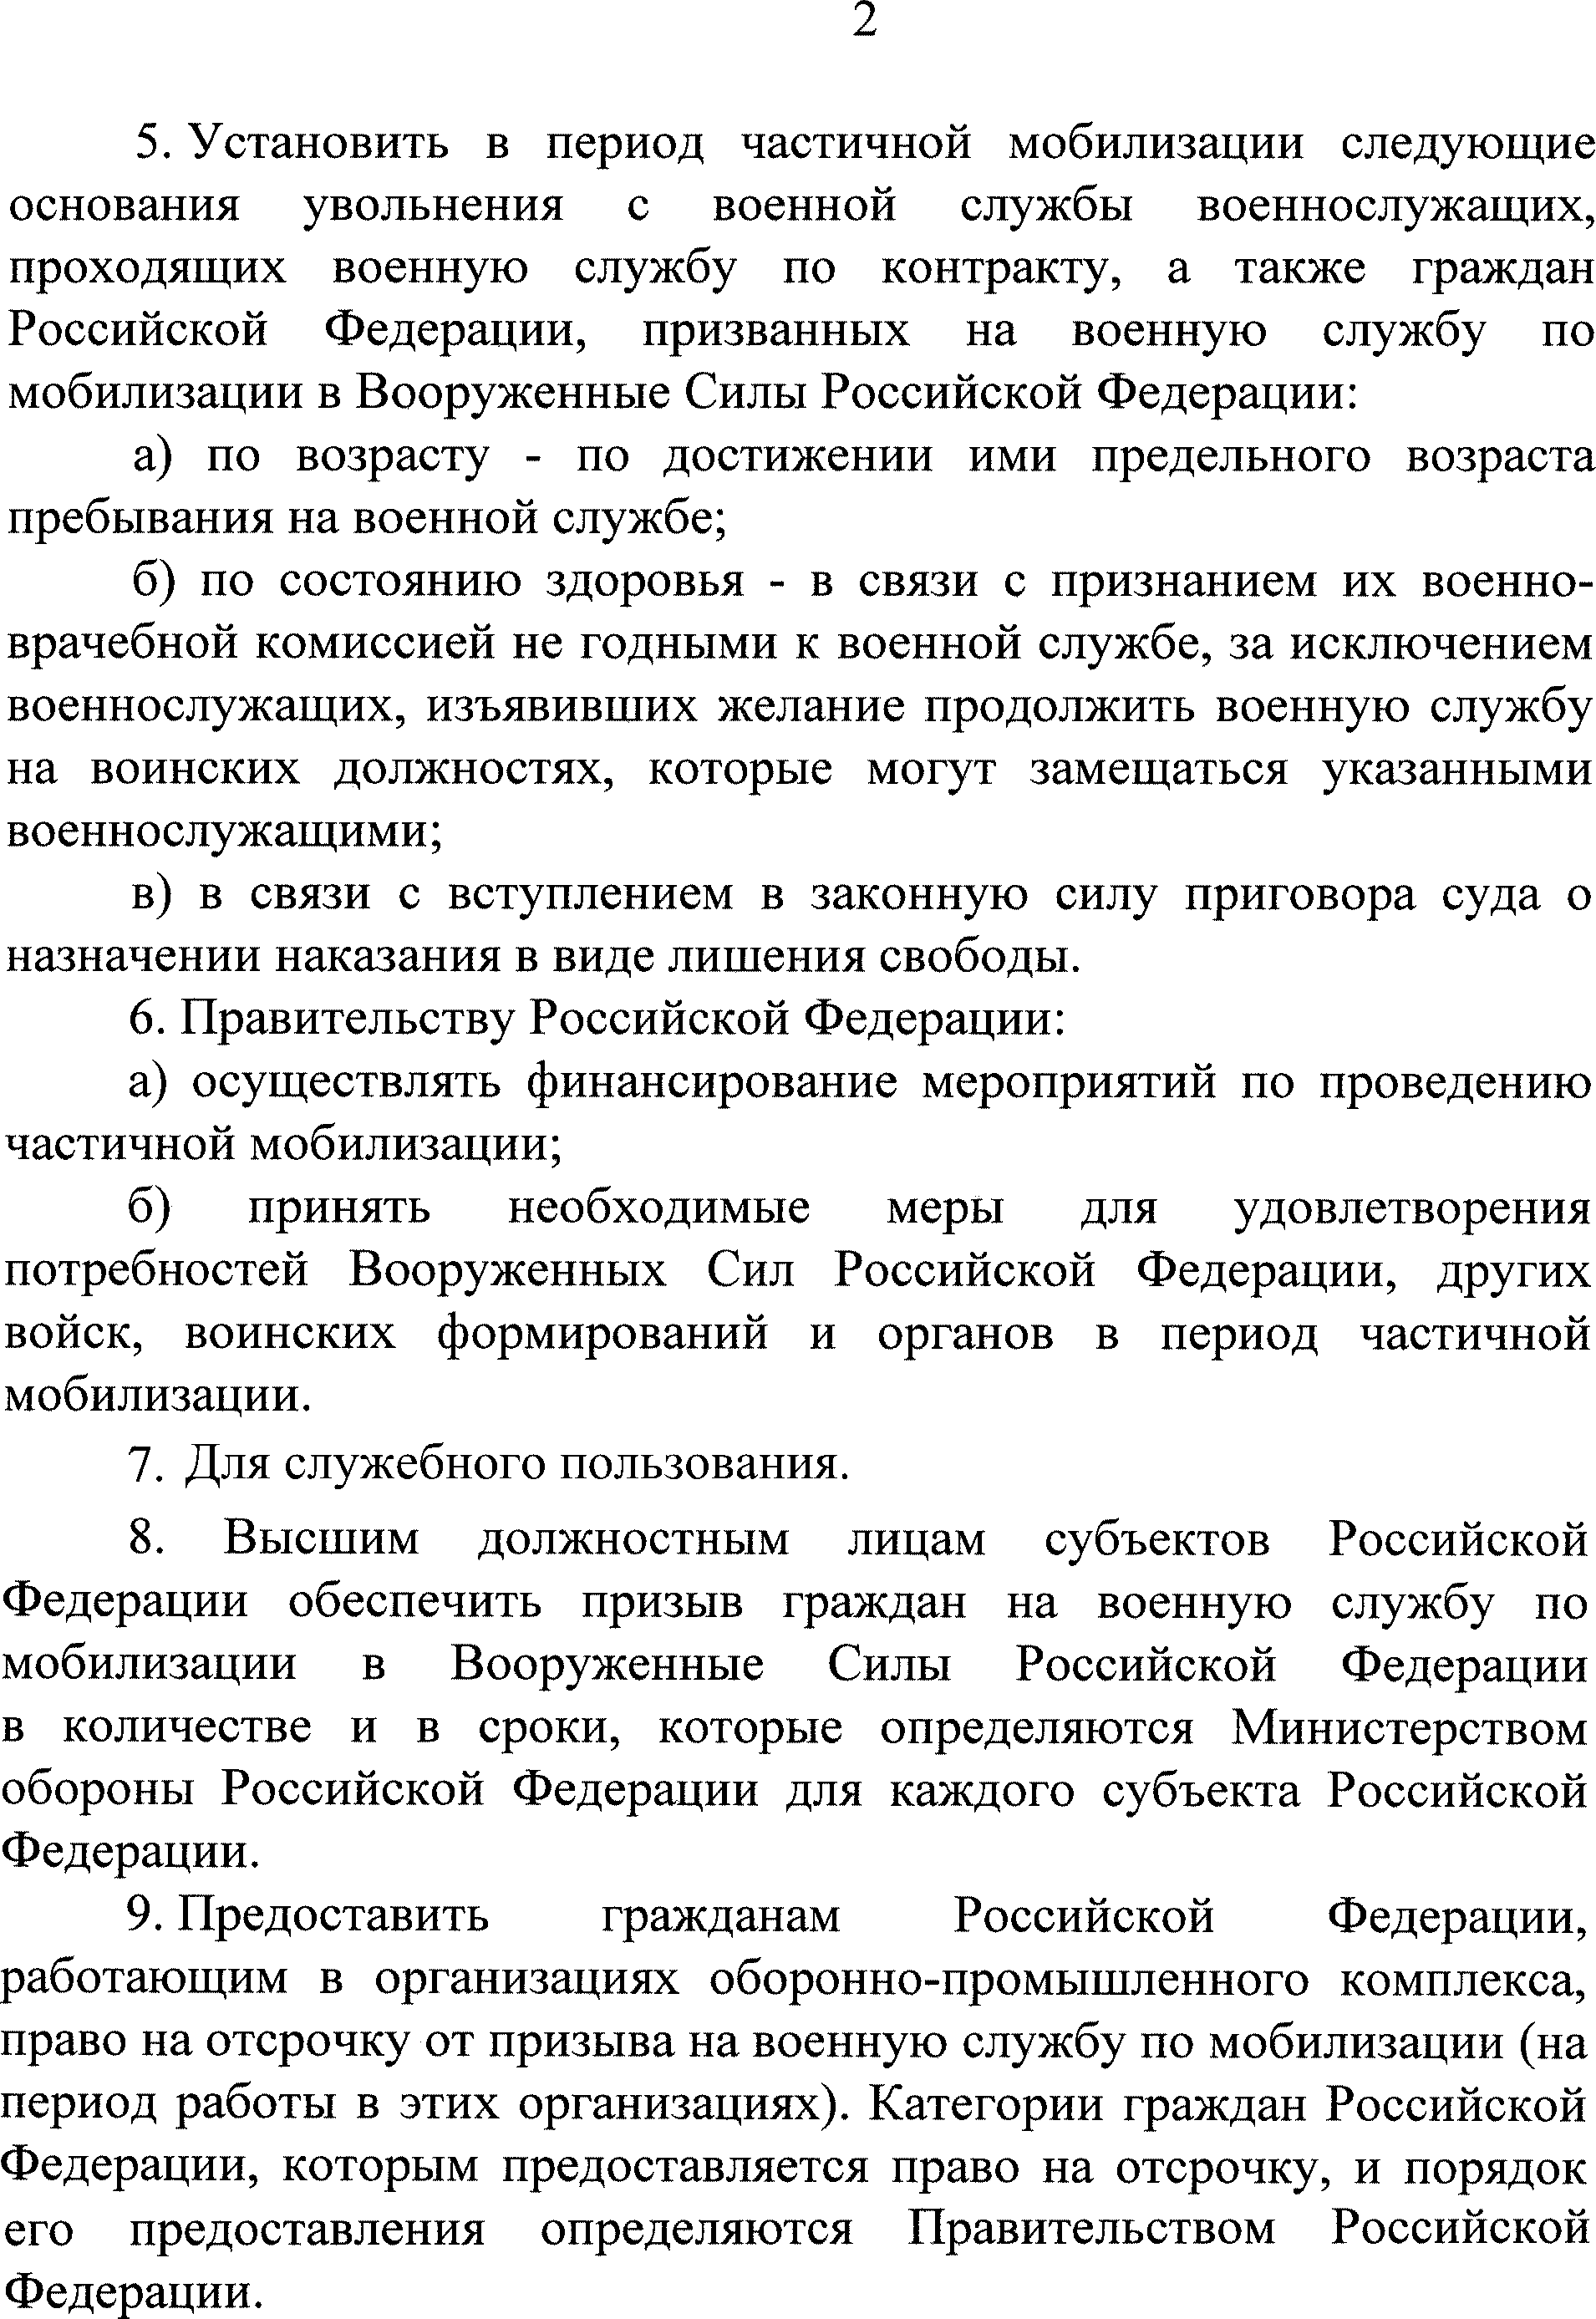 2
5. Установить в период частичной мобилизации следующие
основания увольнения с военной службы военнослужащих,
проходящих военную службу по контракту, а также граждан
Российской Федерации, призванных на военную службу по
мобилизации в Вооруженные Силы Российской Федерации:
а) по возрасту - по достижении ими предельного возраста
пребывания на военной службе;
б) по состоянию здоровья - в связи с признанием их военно-
врачебной комиссией не годными к военной службе, за исключением
военнослужащих, изъявивших желание продолжить военную службу
на воинских должностях, которые могут замещаться указанными
военнослужащими;
в) в связи с вступлением в законную силу приговора суда о
назначении наказания в виде лишения свободы.
6. Правительству Российской Федерации:
а) осуществлять финансирование мероприятий по проведению
частичной мобилизации;
б) принять необходимые меры для удовлетворения
потребностей Вооруженных Сил Российской Федерации, других
войск, воинских формирований и органов в период частичной
мобилизации.
7. Для служебного пользования.
8. Высшим должностным лицам субъектов Российской
Федерации обеспечить призыв граждан на военную службу по
мобилизации в Вооруженные Силы Российской Федерации
в количестве и в сроки, которые определяются Министерством
обороны Российской Федерации для каждого субъекта Российской
Федерации.
9. Предоставить гражданам Российской Федерации,
работающим в организациях оборонно-промышленного комплекса,
право на отсрочку от призыва на военную службу по мобилизации (на
период работы в этих организациях). Категории граждан Российской
Федерации, которым предоставляется право на отсрочку, и порядок
его предоставления определяются Правительством Российской
Федерации.